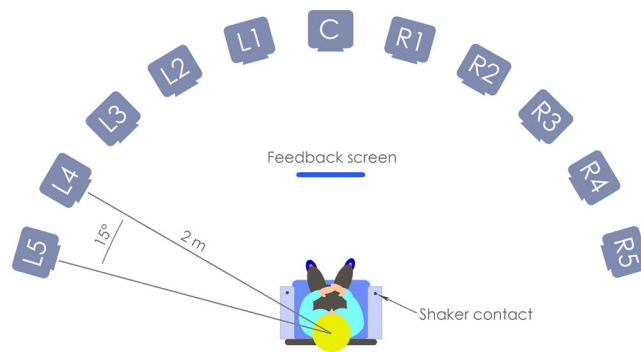 C
L1
R1
L2
R2
L3
R3
Feedback screen
L4
R4
15°
2 m
L5
R5
Shaker contact